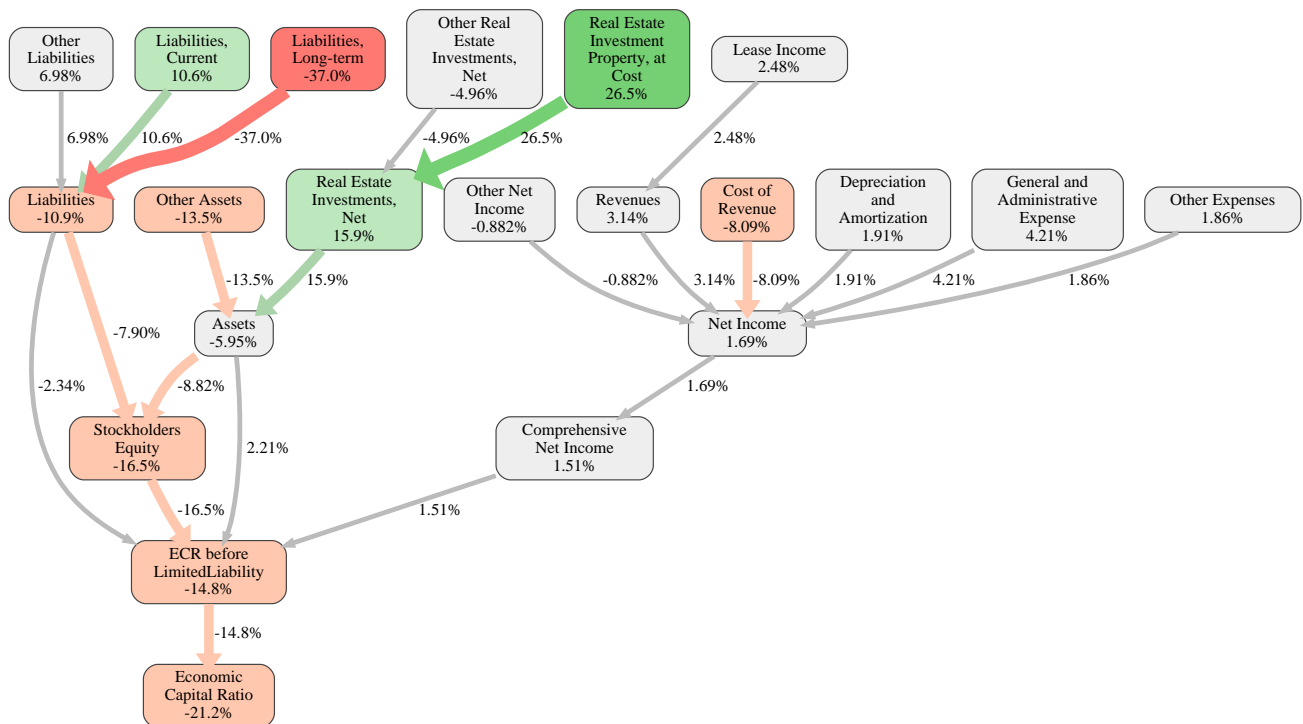 Other
Liabilities
6.98%
Liabilities,
Current
10.6%
Liabilities,
Long-term
-37.0%
Other Real
Estate
Investments,
Net
-4.96%
Real Estate
Investment
Property, at
Cost
26.5%
Lease Income
2.48%
6.98%
10.6%
-37.0%
-4.96%
26.5%
2.48%
Liabilities
-10.9%
Other Assets
-13.5%
Real Estate
Investments,
Net
15.9%
Other Net
Income
-0.882%
Revenues
3.14%
Cost of
Revenue
-8.09%
Depreciation
and
Amortization
1.91%
General and
Administrative
Expense
4.21%
Other Expenses
1.86%
-13.5%
15.9%
-0.882%
3.14%
-8.09%
1.91%
4.21%
1.86%
Assets
-5.95%
Net Income
1.69%
-7.90%
-2.34%
-8.82%
1.69%
Stockholders
Equity
-16.5%
2.21%
Comprehensive
Net Income
1.51%
-16.5%
1.51%
ECR before
LimitedLiability
-14.8%
-14.8%
Economic
Capital Ratio
-21.2%